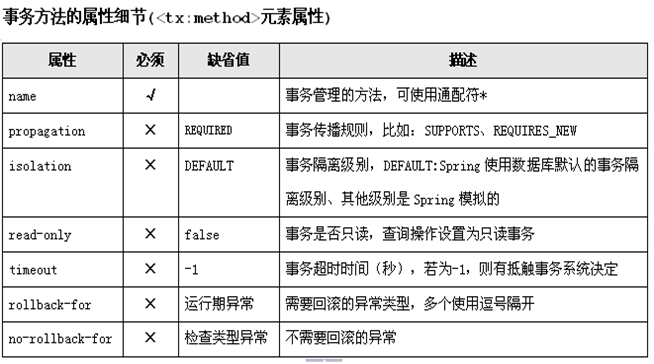 事务方法的属性细节(<tx:method>元素属性)
属性 必须 缺省值 描述
name √ 事务管理的方法，可使用通配符*
propagation × REQUIRED 事务传播规则，比如：SUPPORTS、REQUIRES_NEW
isolation × DEFAULT 事务隔离级别，DEFAULT:Spring 使用数据库默认的事务隔
离级别、其他级别是 Spring 模拟的
read-only × false 事务是否只读，查询操作设置为只读事务
timeout × -1 事务超时时间（秒），若为-1，则有抵触事务系统决定
rollback-for × 运行期异常 需要回滚的异常类型，多个使用逗号隔开
no-rollback-for × 检查类型异常 不需要回滚的异常